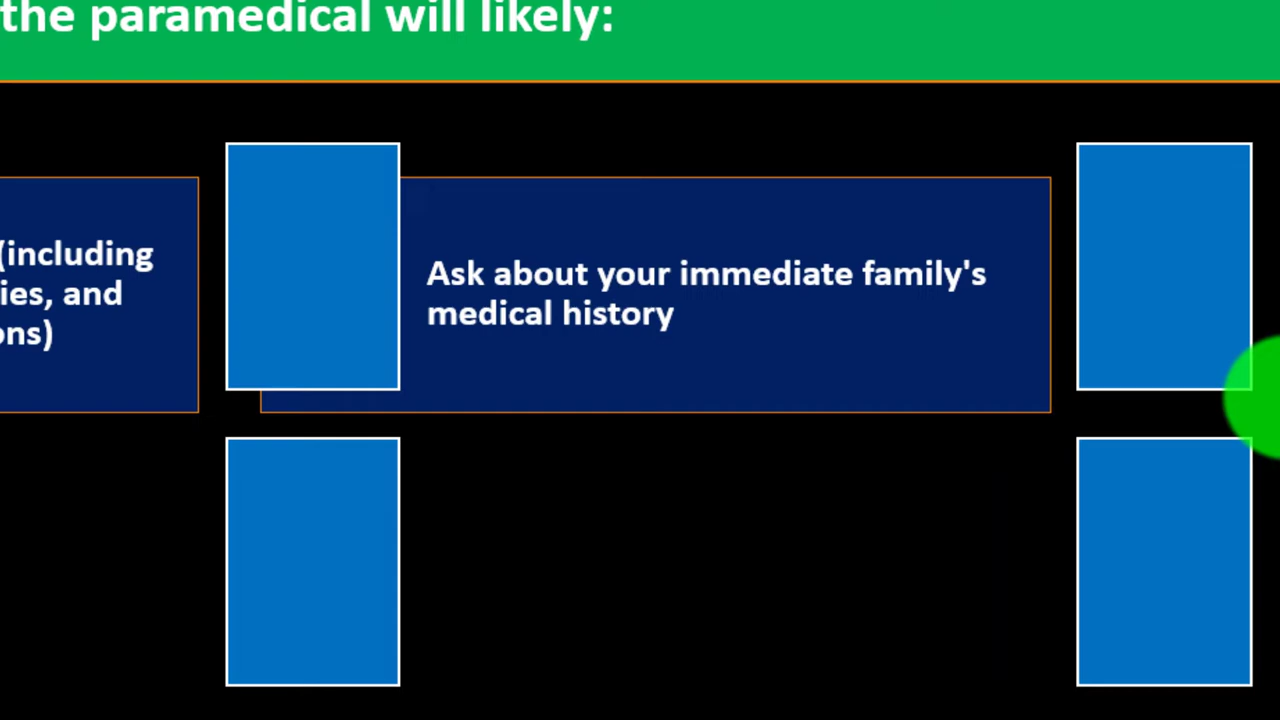 the paramedical will likely:
(including
ies, and
ons)
Ask about your immediate family's
medical history